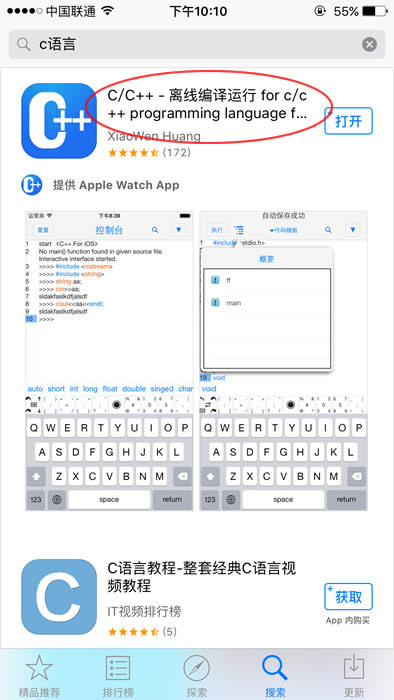 中国联通
下午10:10
55%
c语言
C++
C/C++ - 离线编译运行 for c/c
++ programming language f...
打开
XiaoWen Huang
(172)
C++
提供 Apple Watch App
运营商
下午8:39
重置
控制台
start <C++ For iOS>
No main() function found in given source file.
Interactive interface started.
>>>> #include <iostream>
>>>> #include <string>
>>>> string aa;
>>>> cin>>aa;
sldakfaslkdfjalsdf
>>>> cout<<aa<<endl;
sldakfaslkdfjalsdf
>>>>
1
2
3
4
5
6
7
8
9
10
auto short int long float double singed char
Q W E R T Y U I O P
A S D F G H J K L
Z X C V B N M
123
space
return
自动保存成功
执行
代码模板
#include <stdio.h>
概要
f ff
f main
19 void
void
Q W E R T Y U I O P
A S D F G H J K L
Z X C V B N M
123
space
return
C
C语言教程-整套经典C语言视
频教程
获取
IT视频排行榜
App 内购买
(5)
精品推荐
排行榜
探索
搜索
更新